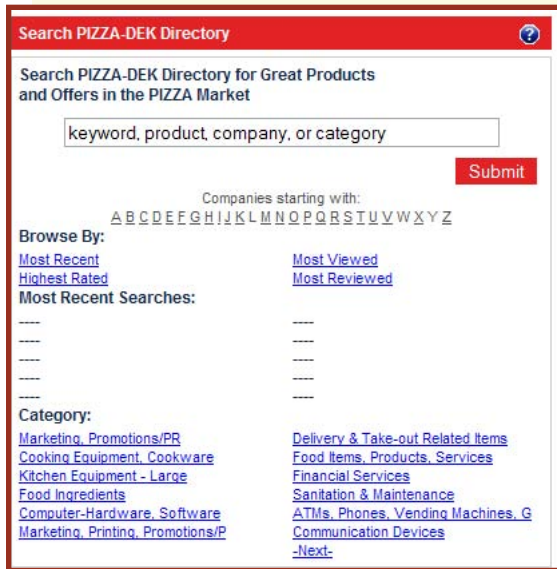 Search PIZZA-DEK Directory ?
Search PIZZA-DEK Directory for Great Products
and Offers in the PIZZA Market
keyword, product, company, or category
Submit
Companies starting with:
A B C D E F G H I J K L M N O P Q R S T U V W X Y Z
Browse By:
Most Recent Most Viewed
Highest Rated Most Reviewed
Most Recent Searches:
---- ----
---- ----
---- ----
---- ----
---- ----
Category:
Marketing, Promotions/PR Delivery & Take-out Related Items
Cooking Equipment, Cookware Food Items, Products, Services
Kitchen Equipment - Large Financial Services
Food Ingredients Sanitation & Maintenance
Computer-Hardware, Software ATMs, Phones, Vending Machines, G
Marketing, Printing, Promotions/P Communication Devices
-Next-